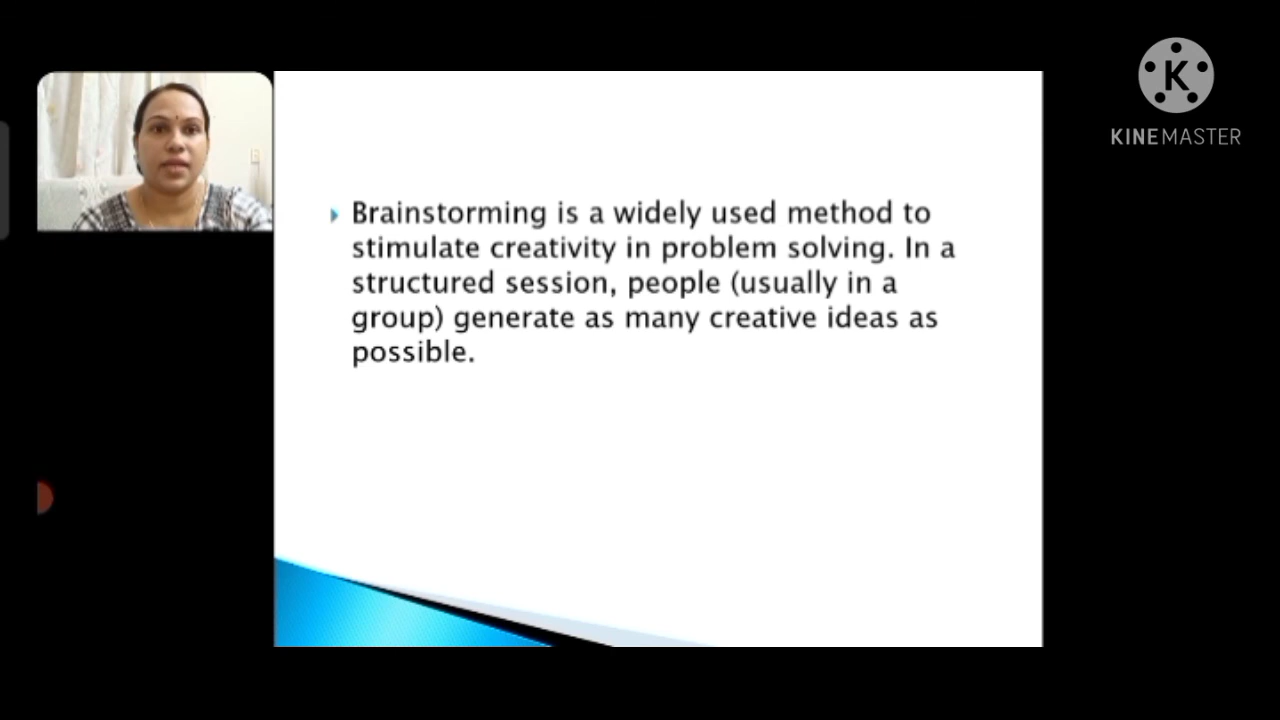 Brainstorming is a widely used method to
stimulate creativity in problem solving. In a
structured session, people (usually in a
group) generate as many creative ideas as
possible.
K
KINEMASTER